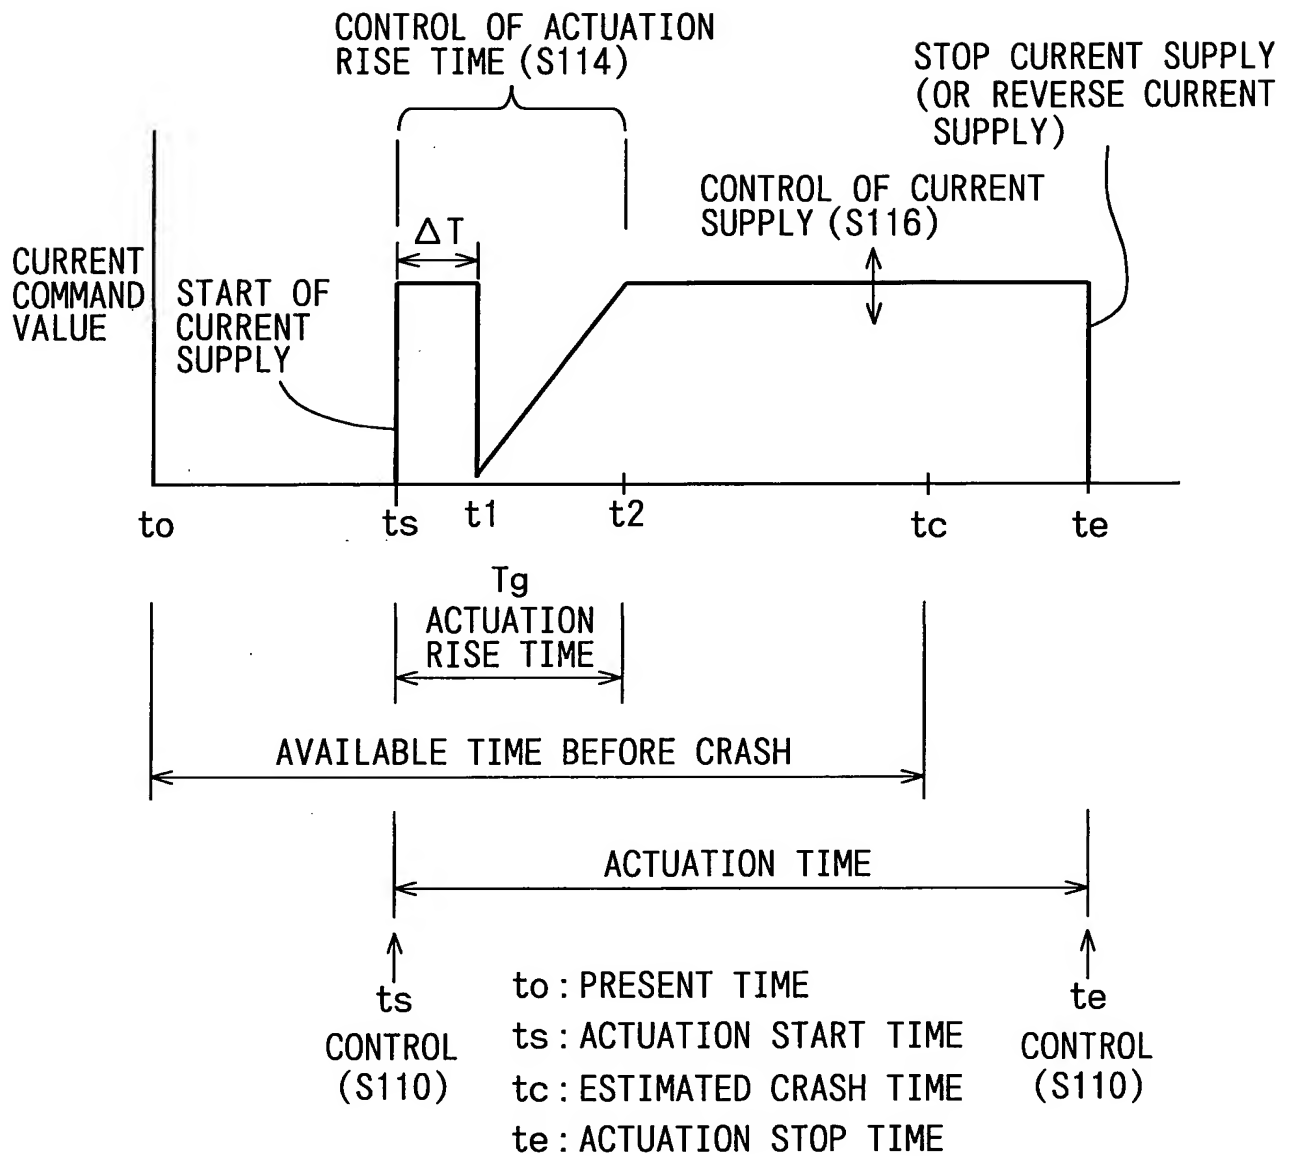 CONTROL OF ACTUATION
RISE TIME (S114)
STOP CURRENT SUPPLY
(OR REVERSE CURRENT
SUPPLY)
CONTROL OF CURRENT
SUPPLY (S116)
ΔT
CURRENT
COMMAND
VALUE
START OF
CURRENT
SUPPLY
to
ts
t1
t2
tc
te
Tg
ACTUATION
RISE TIME
AVAILABLE TIME BEFORE CRASH
ACTUATION TIME
ts
CONTROL
(S110)
to : PRESENT TIME
ts : ACTUATION START TIME
tc : ESTIMATED CRASH TIME
te : ACTUATION STOP TIME
te
CONTROL
(S110)